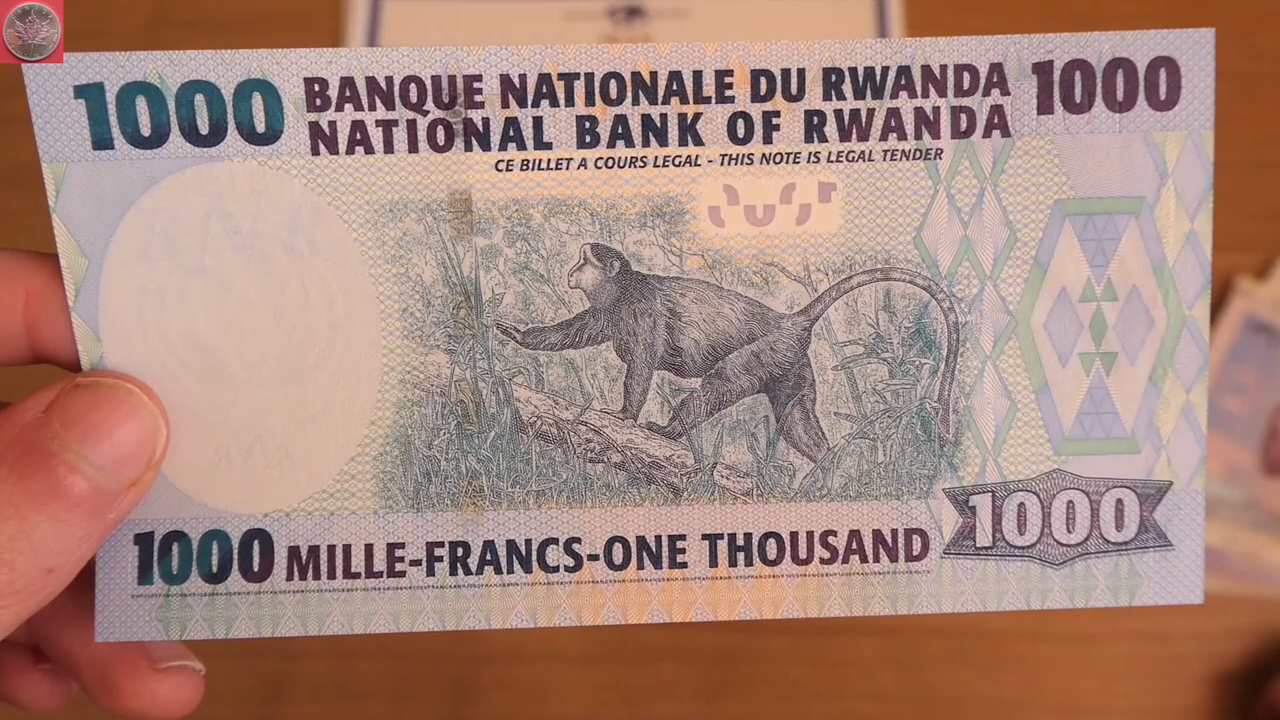 1000 BANQUE NATIONALE DU RWANDA 1000
NATIONAL BANK OF RWANDA
CE BILLET A COURS LEGAL - THIS NOTE IS LEGAL TENDER
1000 MILLE-FRANCS-ONE THOUSAND 1000